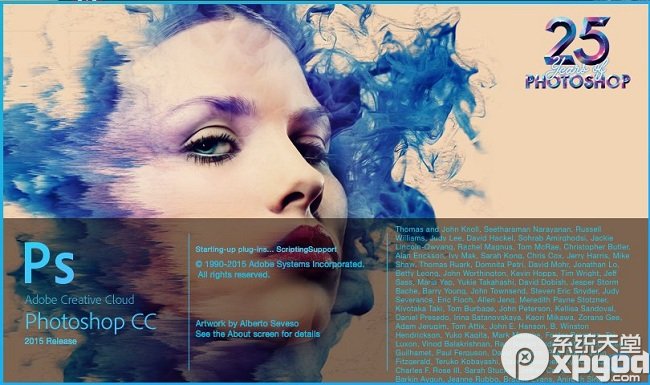 25
Years of
PHOTOSHOP
Ps
Adobe Creative Cloud
Photoshop CC
2015 Release
Starting-up plug-ins... ScriptingSupport
© 1990-2015 Adobe Systems Incorporated.
All rights reserved.
Artwork by Alberto Seveso
See the About screen for details
Thomas and John Knoll, Seetharaman Narayanan, Russell
Williams, Judy Lee, David Hackel, Sohrab Amirghodsi, Jackie
Lincoln-Owyang, Rachel Magnus, Tom McRae, Christopher Butler,
Alan Erickson, Ivy Mak, Sarah Kong, Chris Cox, Jerry Harris, Mike
Shaw, Thomas Ruark, Domnita Petri, David Mohr, Jonathan Lo,
Betty Leong, John Worthington, Kevin Hopps, Tim Wright, Jeff
Sass, Maria Yap, Yukie Takahashi, David Dobish, Jesper Storm
Bache, Barry Young, John Townsend, Steven Eric Snyder, Judy
Severance, Eric Floch, Allen Jeng, Meredith Payne Stotzner,
Kiyotaka Taki, Tom Burbage, John Peterson, Kellisa Sandoval,
Daniel Presedo, Irina Maderych
Adam Jerugim, Tom Attix, John E. Hanson, B. Winston
Hendrickson, Yuko Kagita,
Luxon, Vinod Balakrishnan,
Guilhamet, Paul Ferguson,
Fitzgerald, Teruko Kobayashi,
Charles F. Rose III, Sarah
Barkin Aygun, Jeanne Rubbo,
系统天堂
xpgod